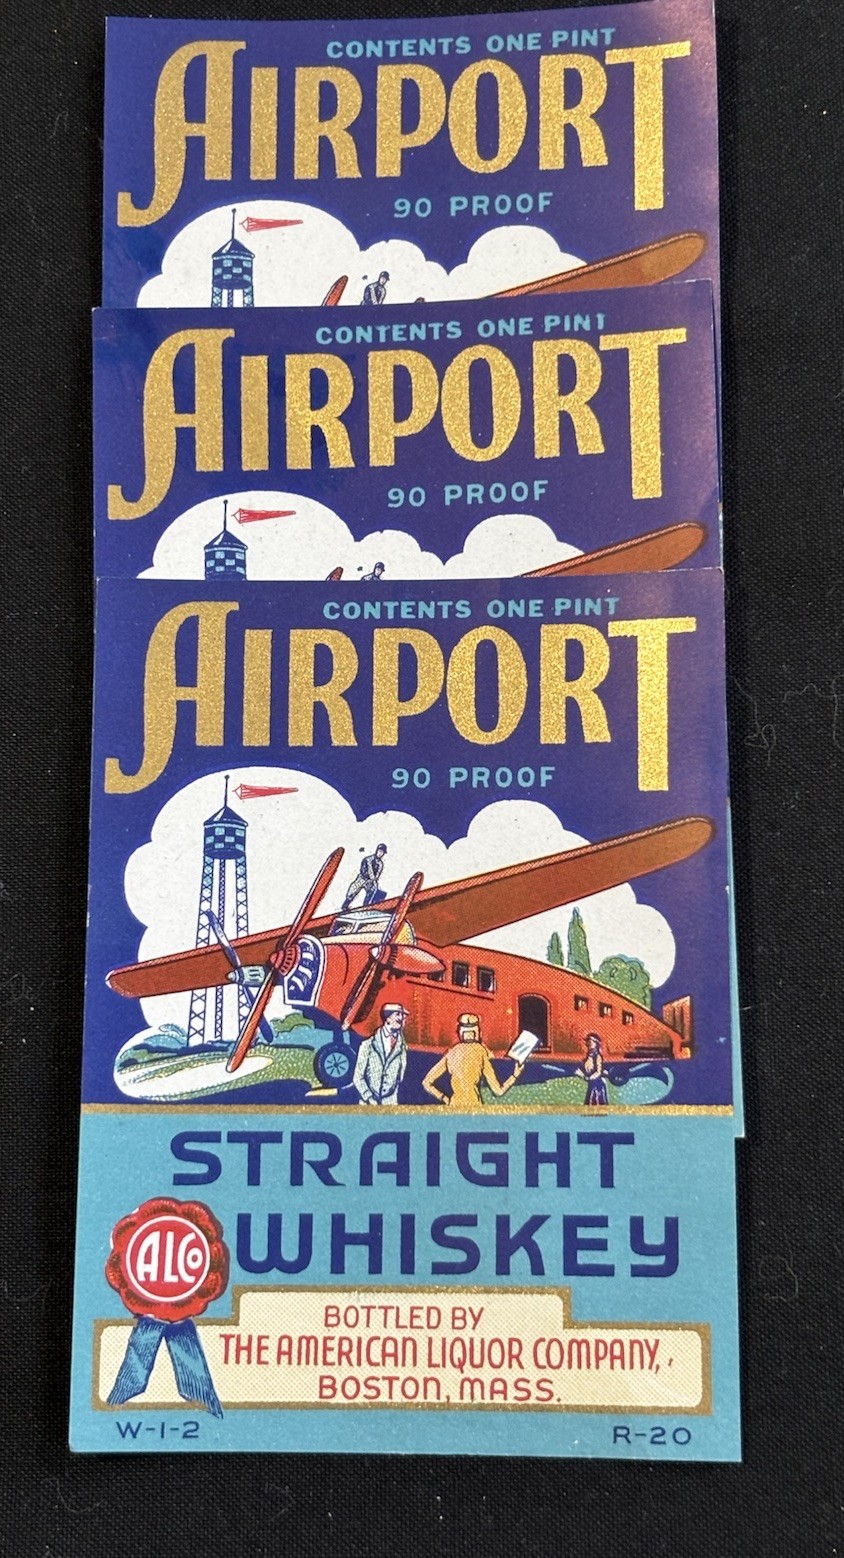 CONTENTS ONE PINT
AIRPORT
90 PROOF
CONTENTS ONE PINT
AIRPORT
90 PROOF
CONTENTS ONE PINT
AIRPORT
90 PROOF
STRAIGHT
WHISKEY
ALCO
BOTTLED BY
THE AMERICAN LIQUOR COMPANY,
BOSTON, MASS.
W-1-2 R-20